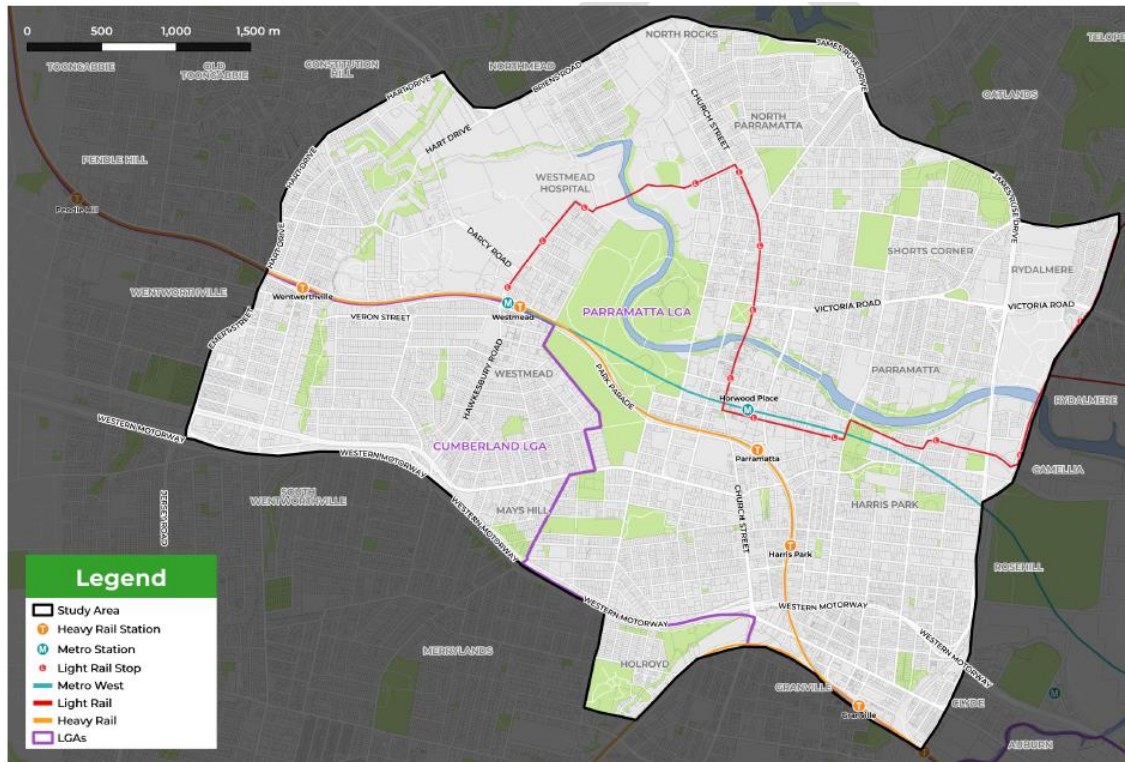 0 500 1,000 1,500 m
NORTH ROCKS
JAMES RUSE DRIVE
TELOPE
TOONGABBIE
OLD
TOONGABBIE
CONSTITUTION
HILL
NORTHMEAD
BRIENS ROAD
HART DRIVE
OATLANDS
CHURCH STREET
NORTH
PARRAMATTA
HART DRIVE
PENDLE HILL
HART DRIVE
WESTMEAD
HOSPITAL
JAMES RUSE DRIVE
Pendle Hill
DARCY ROAD
SHORTS CORNER
HART DRIVE
RYDALMERE
WENTWORTHVILLE
Wentworthville
Westmead
VICTORIA ROAD
VICTORIA ROAD
PARRAMATTA LGA
VERON STREET
EMERT STREET
HAWKESBURY ROAD
WESTMEAD
PARK PARADE
PARRAMATTA
Horwood Place
RYDALMERE
WESTERN MOTORWAY
CUMBERLAND LGA
WESTERN MOTORWAY
Parramatta
CAMELLIA
SOUTH
WENTWORTHVILLE
JERSEY ROAD
WESTERN MOTORWAY
MAYS HILL
CHURCH STREET
HARRIS PARK
Harris Park
ROSEHILL
WESTERN MOTORWAY
WESTERN MOTORWAY
WESTERN MOTORWAY
MERRYLANDS
HOLROYD
GRANVILLE
Granville
CLYDE
AUBURN
Legend
Study Area
T Heavy Rail Station
M Metro Station
L Light Rail Stop
Metro West
Light Rail
Heavy Rail
LGAs